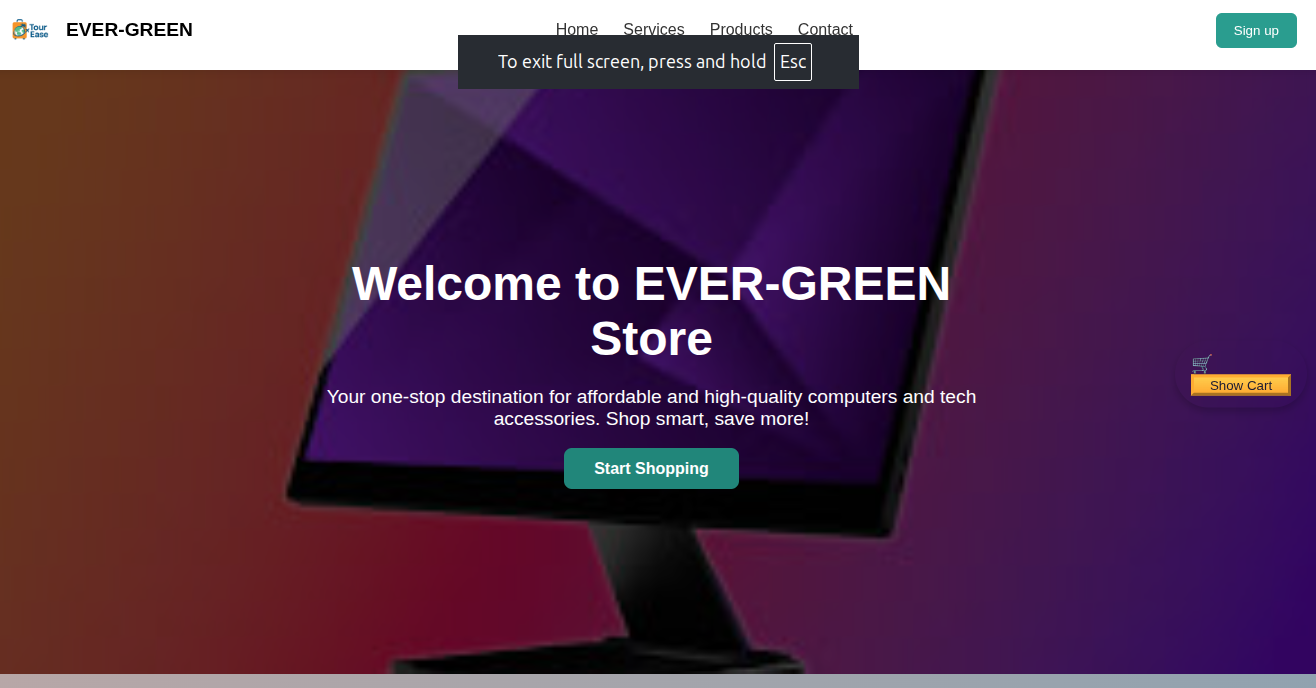 Tour
Ease
EVER-GREEN
Home Services Products Contact
Sign up
To exit full screen, press and hold Esc
Welcome to EVER-GREEN
Store
Your one-stop destination for affordable and high-quality computers and tech
accessories. Shop smart, save more!
Start Shopping
Show Cart